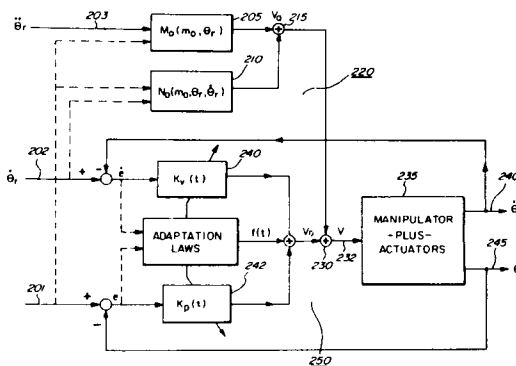 θ̈r 203 M₀(m₀, θr) 205 V₀ 215
N₀(m₀, θr, θ̇r) 210 220
202 θ̇r + - ė Kv(t) 240 235 240 θ̇
ADAPTATION LAWS f(t) + Vn + V 230 232
MANIPULATOR
-PLUS-
ACTUATORS
245 θ
201 + - e Kp(t) 242
250